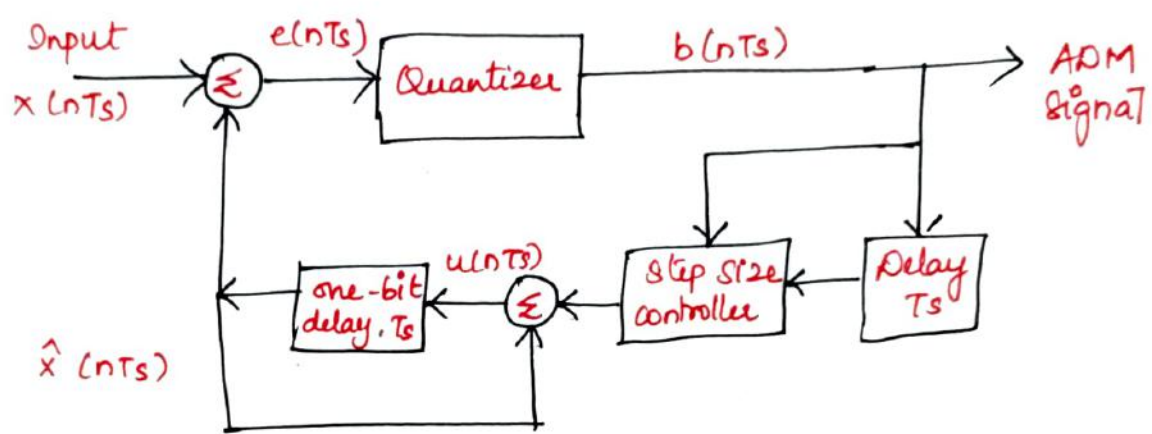 Input
x(nTs)
Σ
e(nTs)
Quantizer
b(nTs)
ADM
Signal
u(nTs)
one-bit
delay, Ts
Σ
Step size
controller
Delay
Ts
x̂ (nTs)